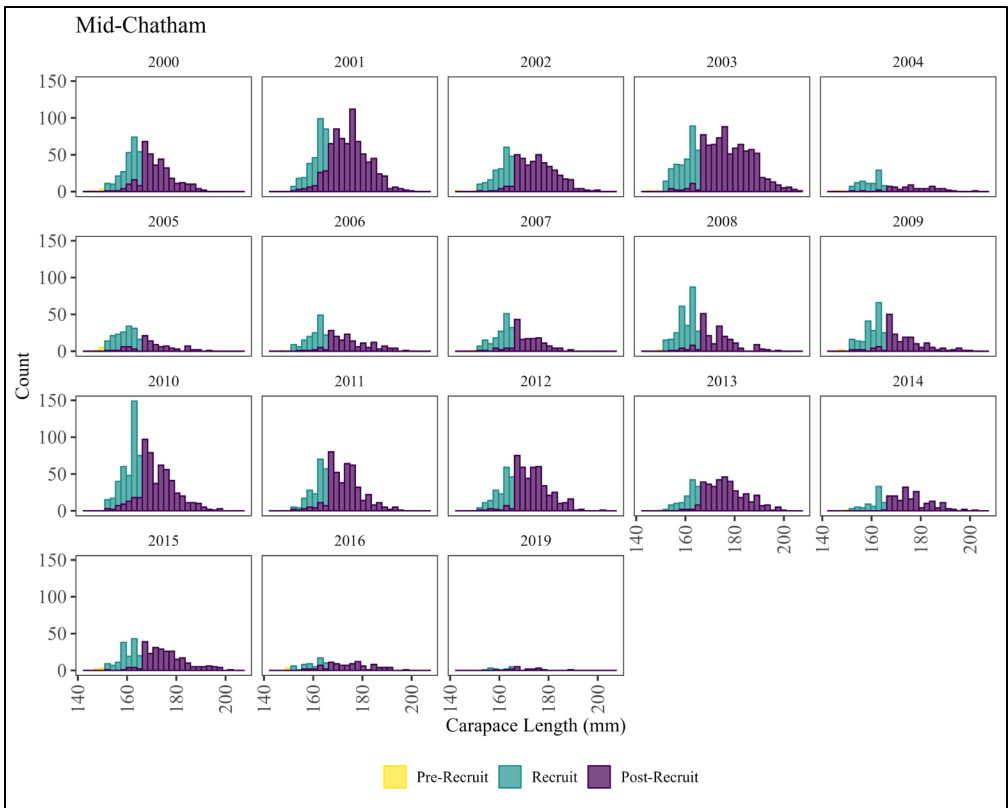 Mid-Chatham
2000 2001 2002 2003 2004
150
100
50
0
2005 2006 2007 2008 2009
150
100
50
0
Count
2010 2011 2012 2013 2014
150
100
50
0
140 160 180 200 140 160 180 200
2015 2016 2019
150
100
50
0
140 160 180 200 140 160 180 200 140 160 180 200
Carapace Length (mm)
Pre-Recruit Recruit Post-Recruit